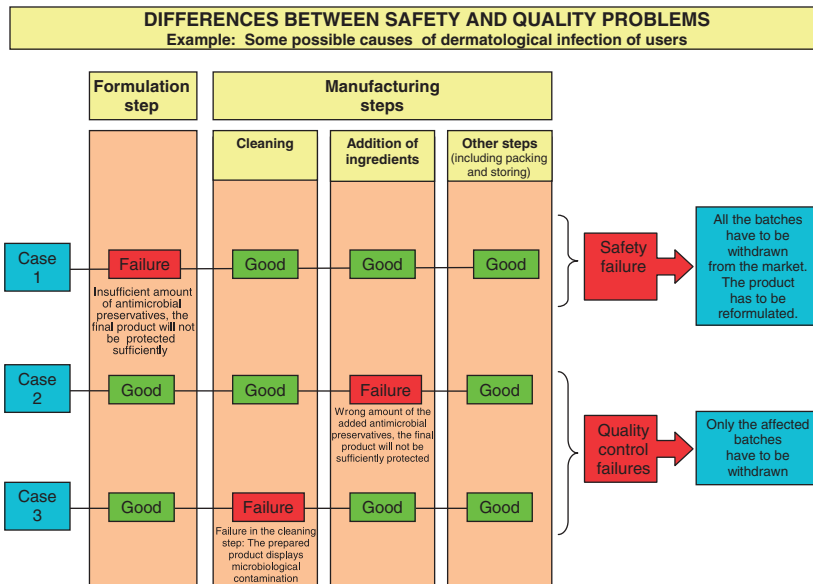 DIFFERENCES BETWEEN SAFETY AND QUALITY PROBLEMS
Example: Some possible causes of dermatological infection of users
Formulation
step
Manufacturing
steps
Cleaning
Addition of
ingredients
Other steps
(including packing
and storing)
Case
1
Failure
Insufficient amount
of antimicrobial
preservatives, the
final product will not
be protected
sufficiently
Good
Good
Good
Safety
failure
All the batches
have to be
withdrawn
from the market.
The product
has to be
reformulated.
Case
2
Good
Good
Failure
Wrong amount of the
added antimicrobial
preservatives, the final
product will not be
sufficiently protected
Good
Quality
control
failures
Only the affected
batches
have to be
withdrawn
Case
3
Good
Failure
Failure in the cleaning
step: The prepared
product displays
microbiological
contamination
Good
Good